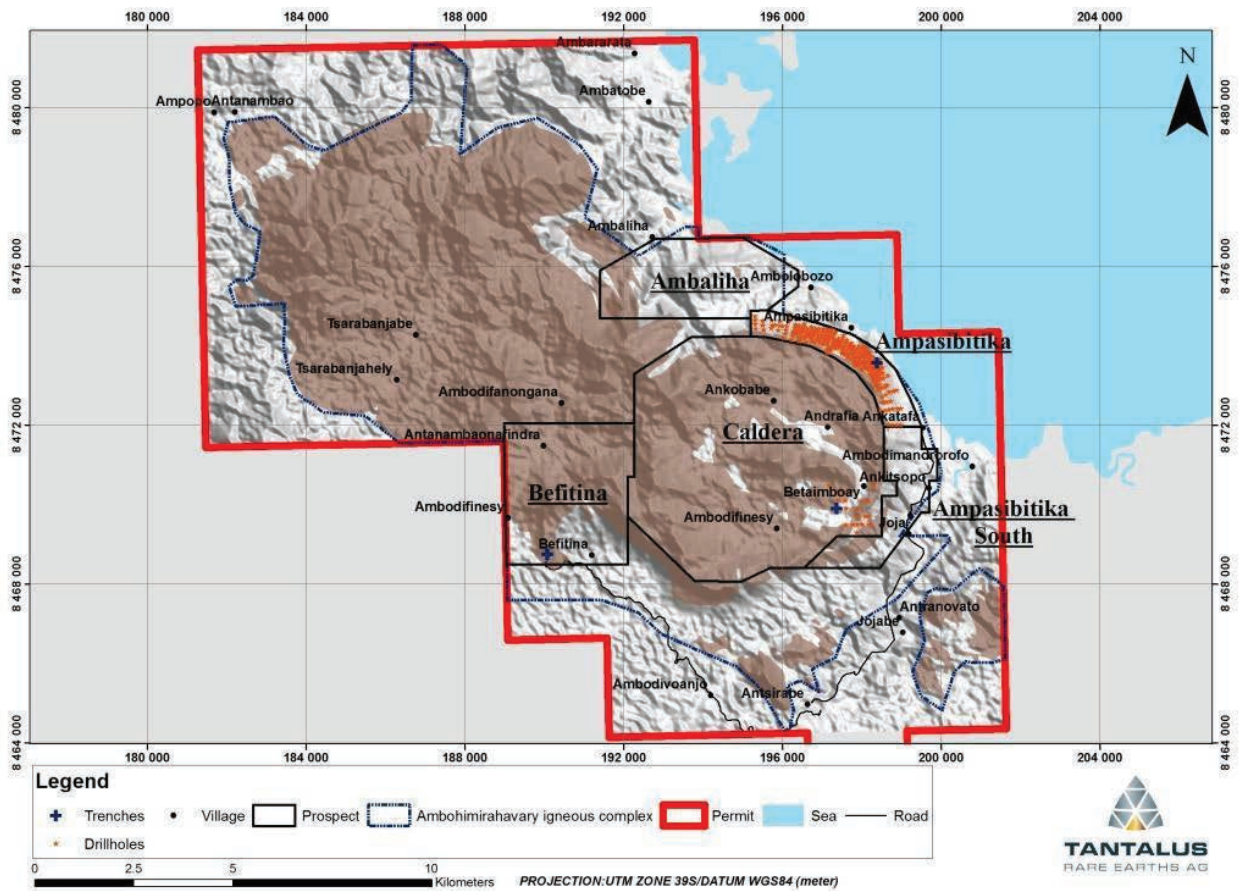 180 000 184 000 188 000 192 000 196 000 200 000 204 000
N
Ambararata
Ambatobe
8 480 000 8 480 000
AmpopoAntanambao
Ambaliha
8 476 000 8 476 000
Ambaliha
Ambolobozo
Ampasibitika
Tsarabanjabe
Ampasibitika
Tsarabanjahely
Ambodifanongana
Ankobabe
8 472 000 8 472 000
Andrafia Ankatafa
Antanambaonafindra
Caldera
Ambodimandrorofo
Ankitsopo
Befitina
Betaimboay
Ambodifinesy
Ambodifinesy
Ampasibitika
South
Jojar
Befitina
8 468 000 8 468 000
Antranovato
Jojabe
Ambodivoanjo
Antsirabe
8 464 000 8 464 000
180 000 184 000 188 000 192 000 196 000 200 000 204 000
Legend
Trenches Village Prospect Ambohimirahavary igneous complex Permit Sea Road
Drillholes
0 2.5 5 10
Kilometers
PROJECTION:UTM ZONE 39S/DATUM WGS84 (meter)
TANTALUS
RARE EARTHS AG